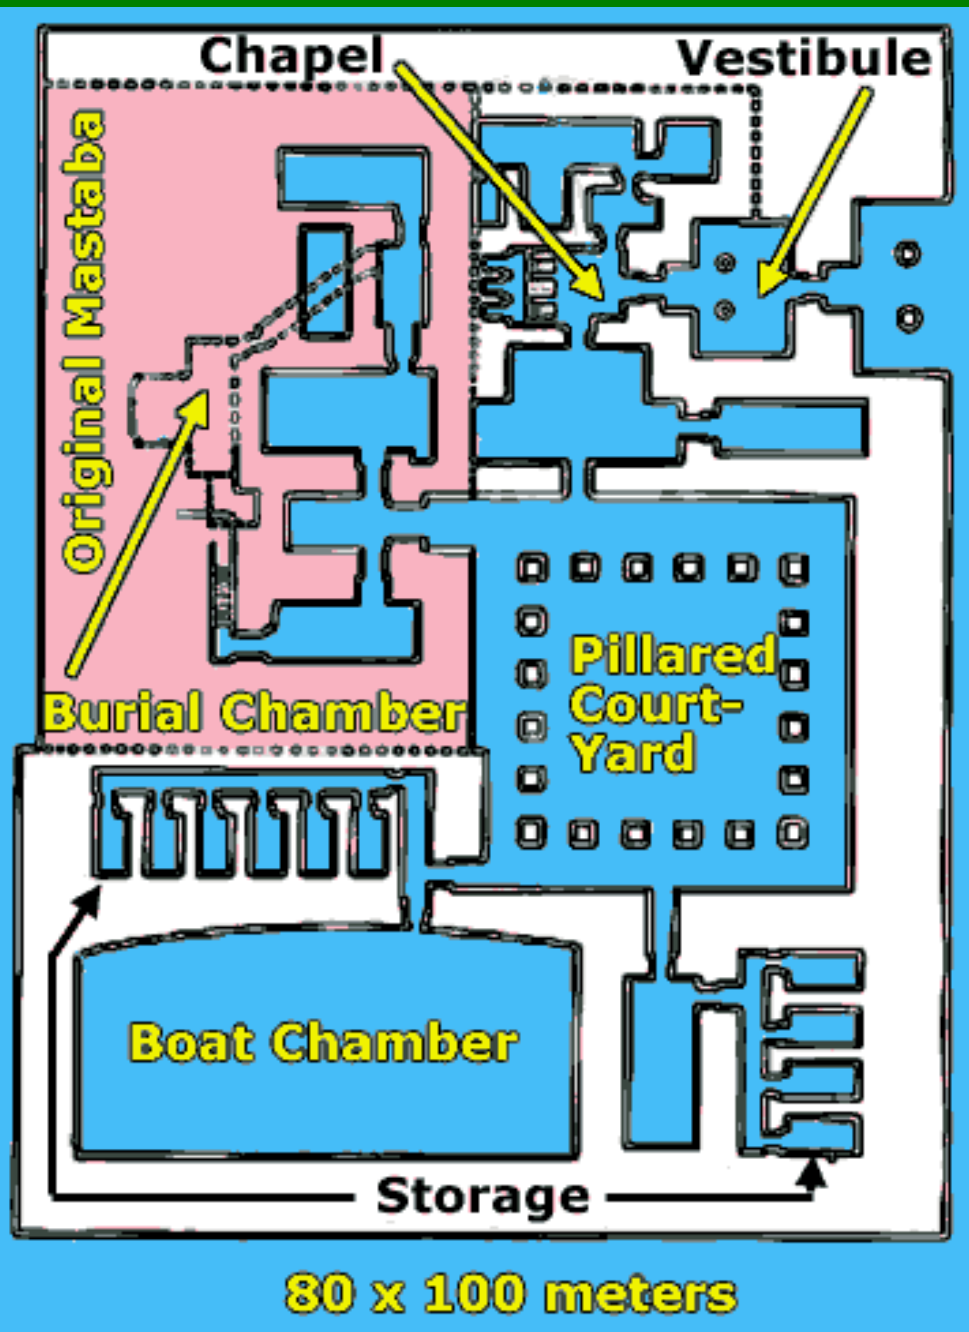 Chapel
Vestibule
Original Mastaba
Burial Chamber
Pillared
Court-
Yard
Boat Chamber
Storage
80 x 100 meters